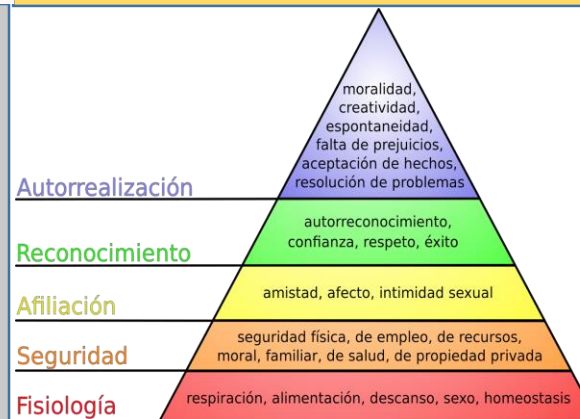 moralidad,
creatividad,
espontaneidad,
falta de prejuicios,
aceptación de hechos,
resolución de problemas
Autorrealización
autorreconocimiento,
confianza, respeto, éxito
Reconocimiento
amistad, afecto, intimidad sexual
Afiliación
seguridad física, de empleo, de recursos,
moral, familiar, de salud, de propiedad privada
Seguridad
respiración, alimentación, descanso, sexo, homeostasis
Fisiología